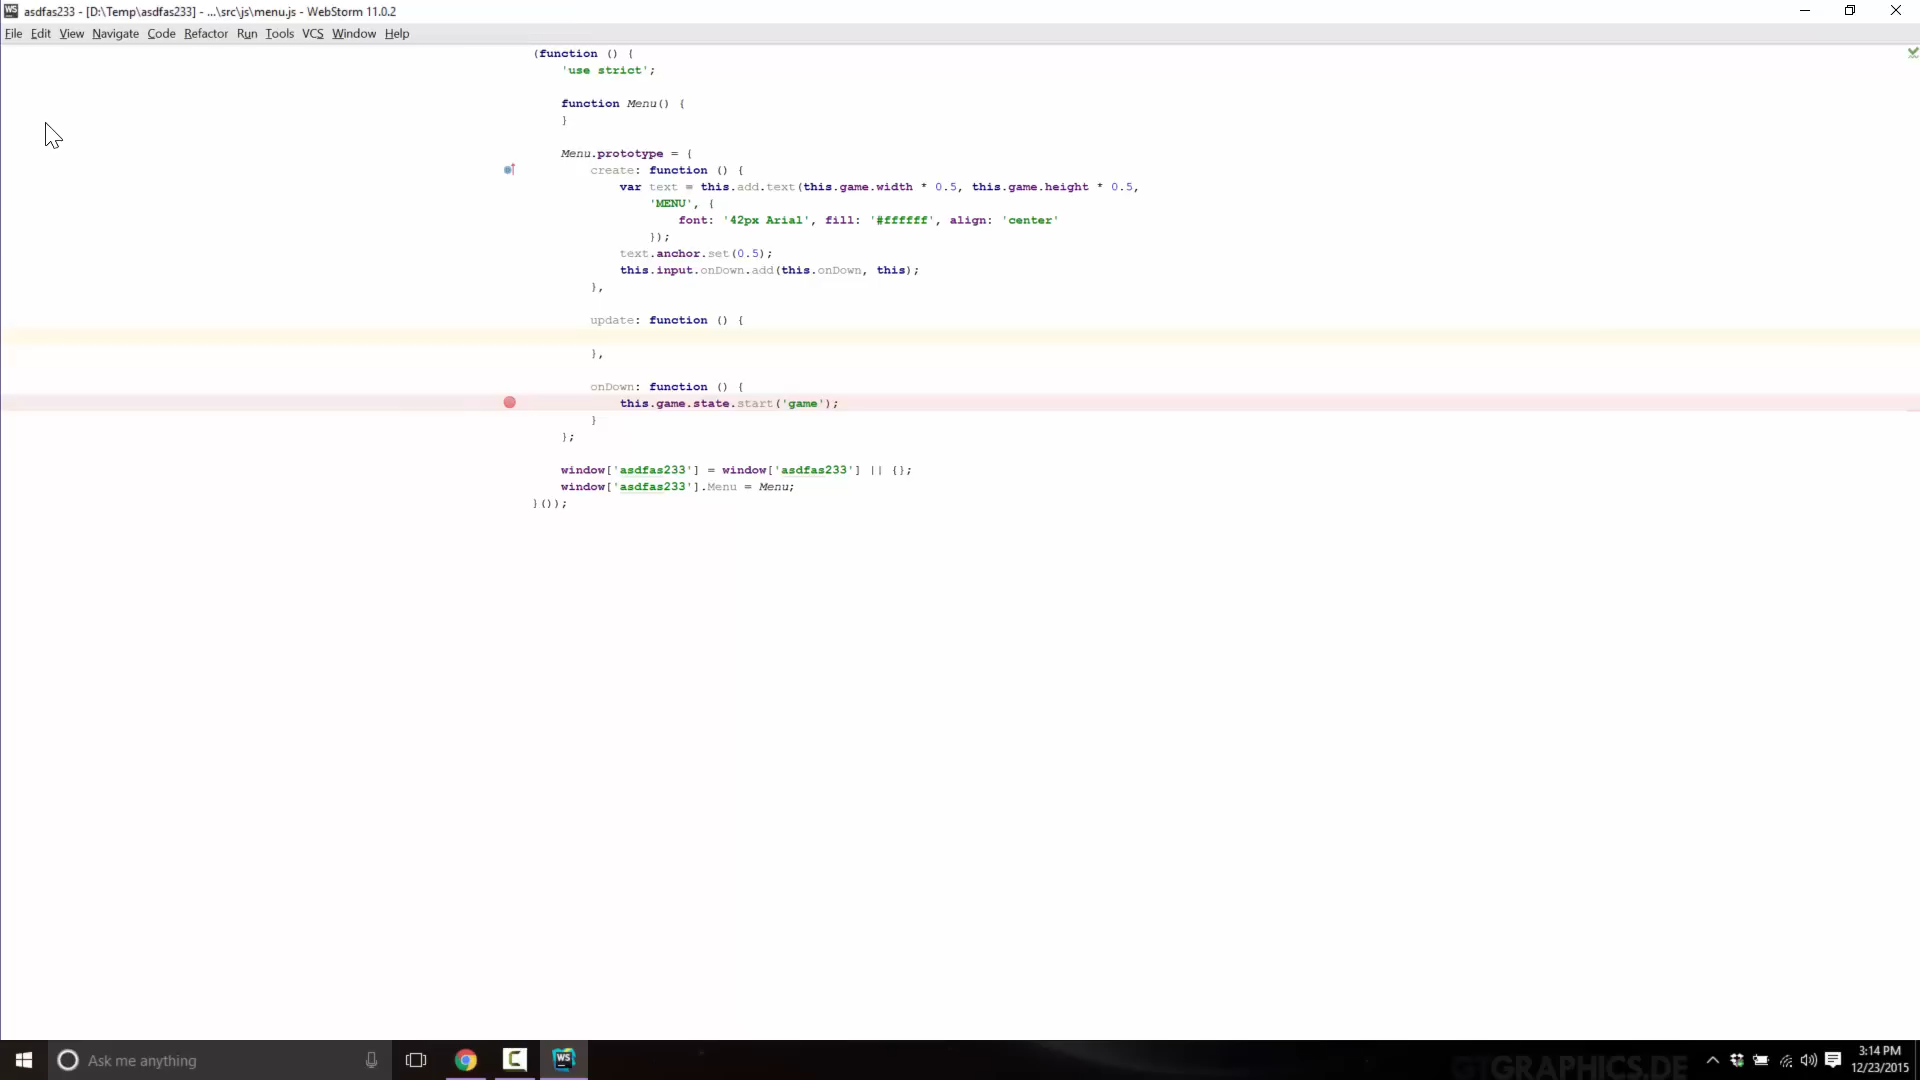 WS asdfas233 - [D:\Temp\asdfas233] - ...\src\js\menu.js - WebStorm 11.0.2
File Edit View Navigate Code Refactor Run Tools VCS Window Help
(function () {
'use strict';
function Menu() {
}
Menu.prototype = {
create: function () {
var text = this.add.text(this.game.width * 0.5, this.game.height * 0.5,
'MENU', {
font: '42px Arial', fill: '#ffffff', align: 'center'
});
text.anchor.set(0.5);
this.input.onDown.add(this.onDown, this);
},
update: function () {
},
onDown: function () {
this.game.state.start('game');
}
};
window['asdfas233'] = window['asdfas233'] || {};
window['asdfas233'].Menu = Menu;
}());
Ask me anything
WS
GTGRAPHICS.DE
3:14 PM
12/23/2015